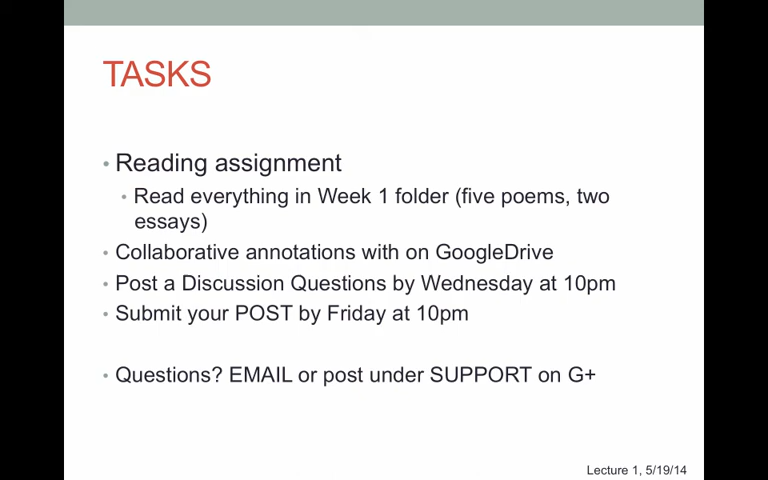 TASKS
• Reading assignment
• Read everything in Week 1 folder (five poems, two
essays)
• Collaborative annotations with on GoogleDrive
• Post a Discussion Questions by Wednesday at 10pm
• Submit your POST by Friday at 10pm
• Questions? EMAIL or post under SUPPORT on G+
Lecture 1, 5/19/14